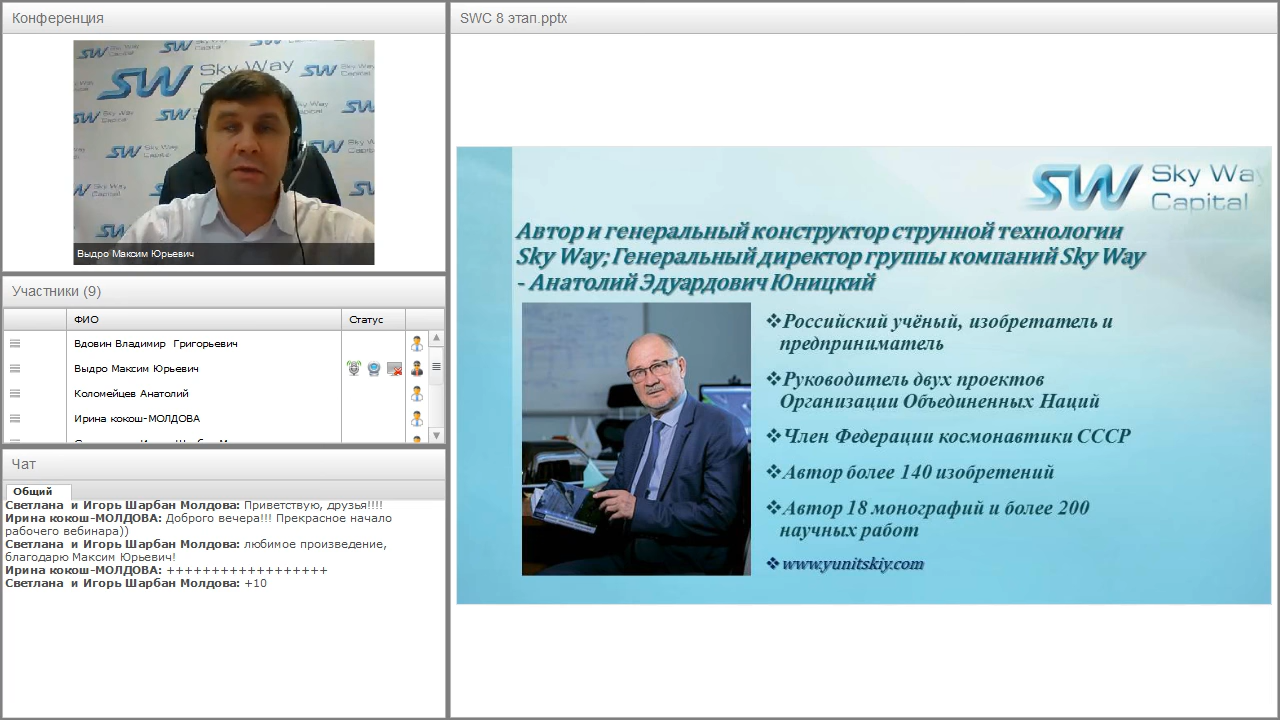 Конференция
SW Sky Way
Capital
Выдро Максим Юрьевич
Участники (9)
ФИО
Статус
Вдовин Владимир Григорьевич
Выдро Максим Юрьевич
Коломейцев Анатолий
Ирина кокош-МОЛДОВА
Чат
Общий
Светлана и Игорь Шарбан Молдова: Приветствую, друзья!!!!
Ирина кокош-МОЛДОВА: Доброго вечера!!! Прекрасное начало
рабочего вебинара))
Светлана и Игорь Шарбан Молдова: любимое произведение,
благодарю Максим Юрьевич!
Ирина кокош-МОЛДОВА: ++++++++++++++++++
Светлана и Игорь Шарбан Молдова: +10
SWC 8 этап.pptx
SW Sky Way
Capital
Автор и генеральный конструктор струнной технологии
Sky Way; Генеральный директор группы компаний Sky Way
- Анатолий Эдуардович Юницкий
❖Российский учёный, изобретатель и
предприниматель
❖Руководитель двух проектов
Организации Объединенных Наций
❖Член Федерации космонавтики СССР
❖Автор более 140 изобретений
❖Автор 18 монографий и более 200
научных работ
❖www.yunitskiy.com